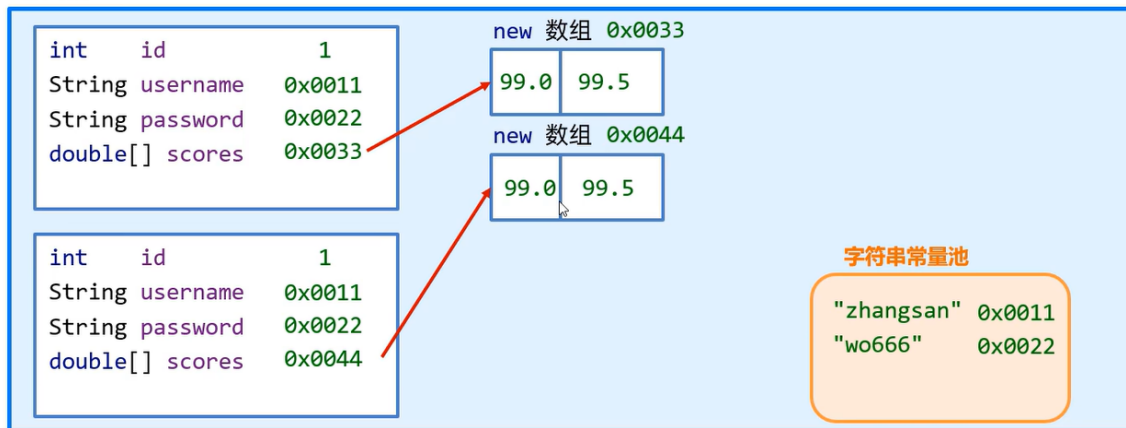 int id 1
String username 0x0011
String password 0x0022
double[] scores 0x0033
new 数组 0x0033
99.0 99.5
new 数组 0x0044
99.0 99.5
int id 1
String username 0x0011
String password 0x0022
double[] scores 0x0044
字符串常量池
"zhangsan" 0x0011
"wo666" 0x0022